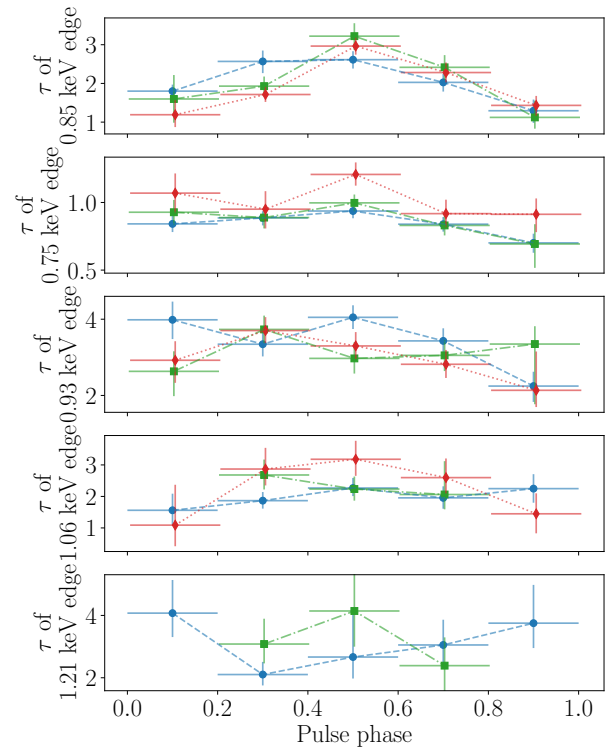 τ of
0.85 keV edge
3
2
1
τ of
0.75 keV edge
1.0
0.5
τ of
0.93 keV edge
4
2
τ of
1.06 keV edge
3
2
1
τ of
1.21 keV edge
4
2
0.0 0.2 0.4 0.6 0.8 1.0
Pulse phase